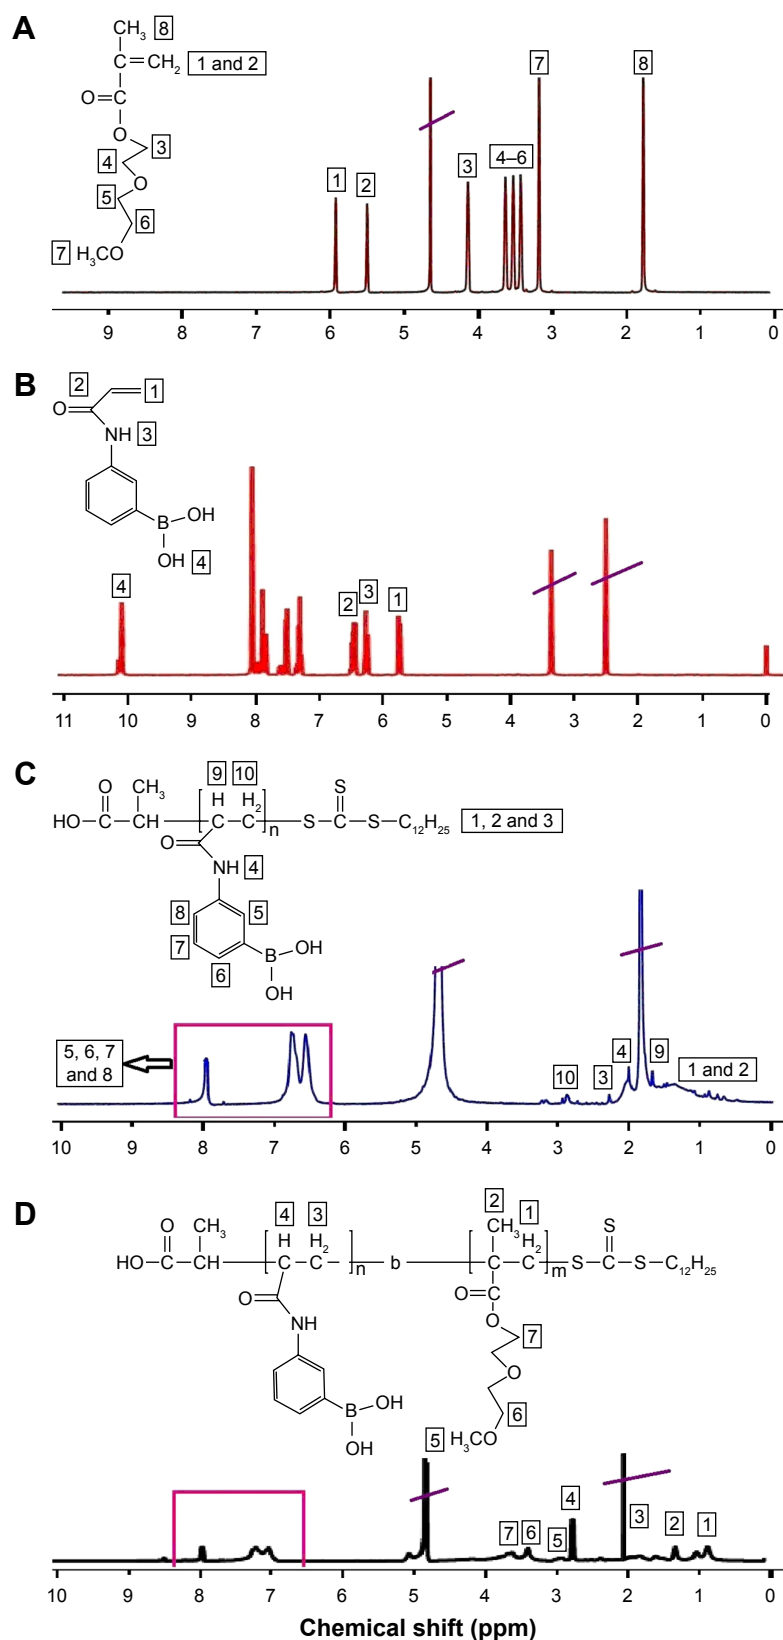 A
CH3 8
C=CH2 1 and 2
O=C
O
3
4
O
5
6
7 H3CO
1
2
3
4–6
7
8
9 8 7 6 5 4 3 2 1 0
B
2
1
O
NH 3
B OH
OH 4
4
2
3
1
11 10 9 8 7 6 5 4 3 2 1 0
C
9 10
O CH3 H H2 S
HO C CH C C n S C S C12H25 1, 2 and 3
O
NH 4
8 5
7
6
B OH
OH
5, 6, 7
and 8
10
3
4
9
1 and 2
10 9 8 7 6 5 4 3 2 1 0
D
4 3 2 1
O CH3 H H2 CH3 H2 S
HO C CH C C n b C C m S C S C12H25
O O=C
NH O 7
O
B OH
OH
6
5 H3CO
7
6
5
4
3
2
1
10 9 8 7 6 5 4 3 2 1 0
Chemical shift (ppm)